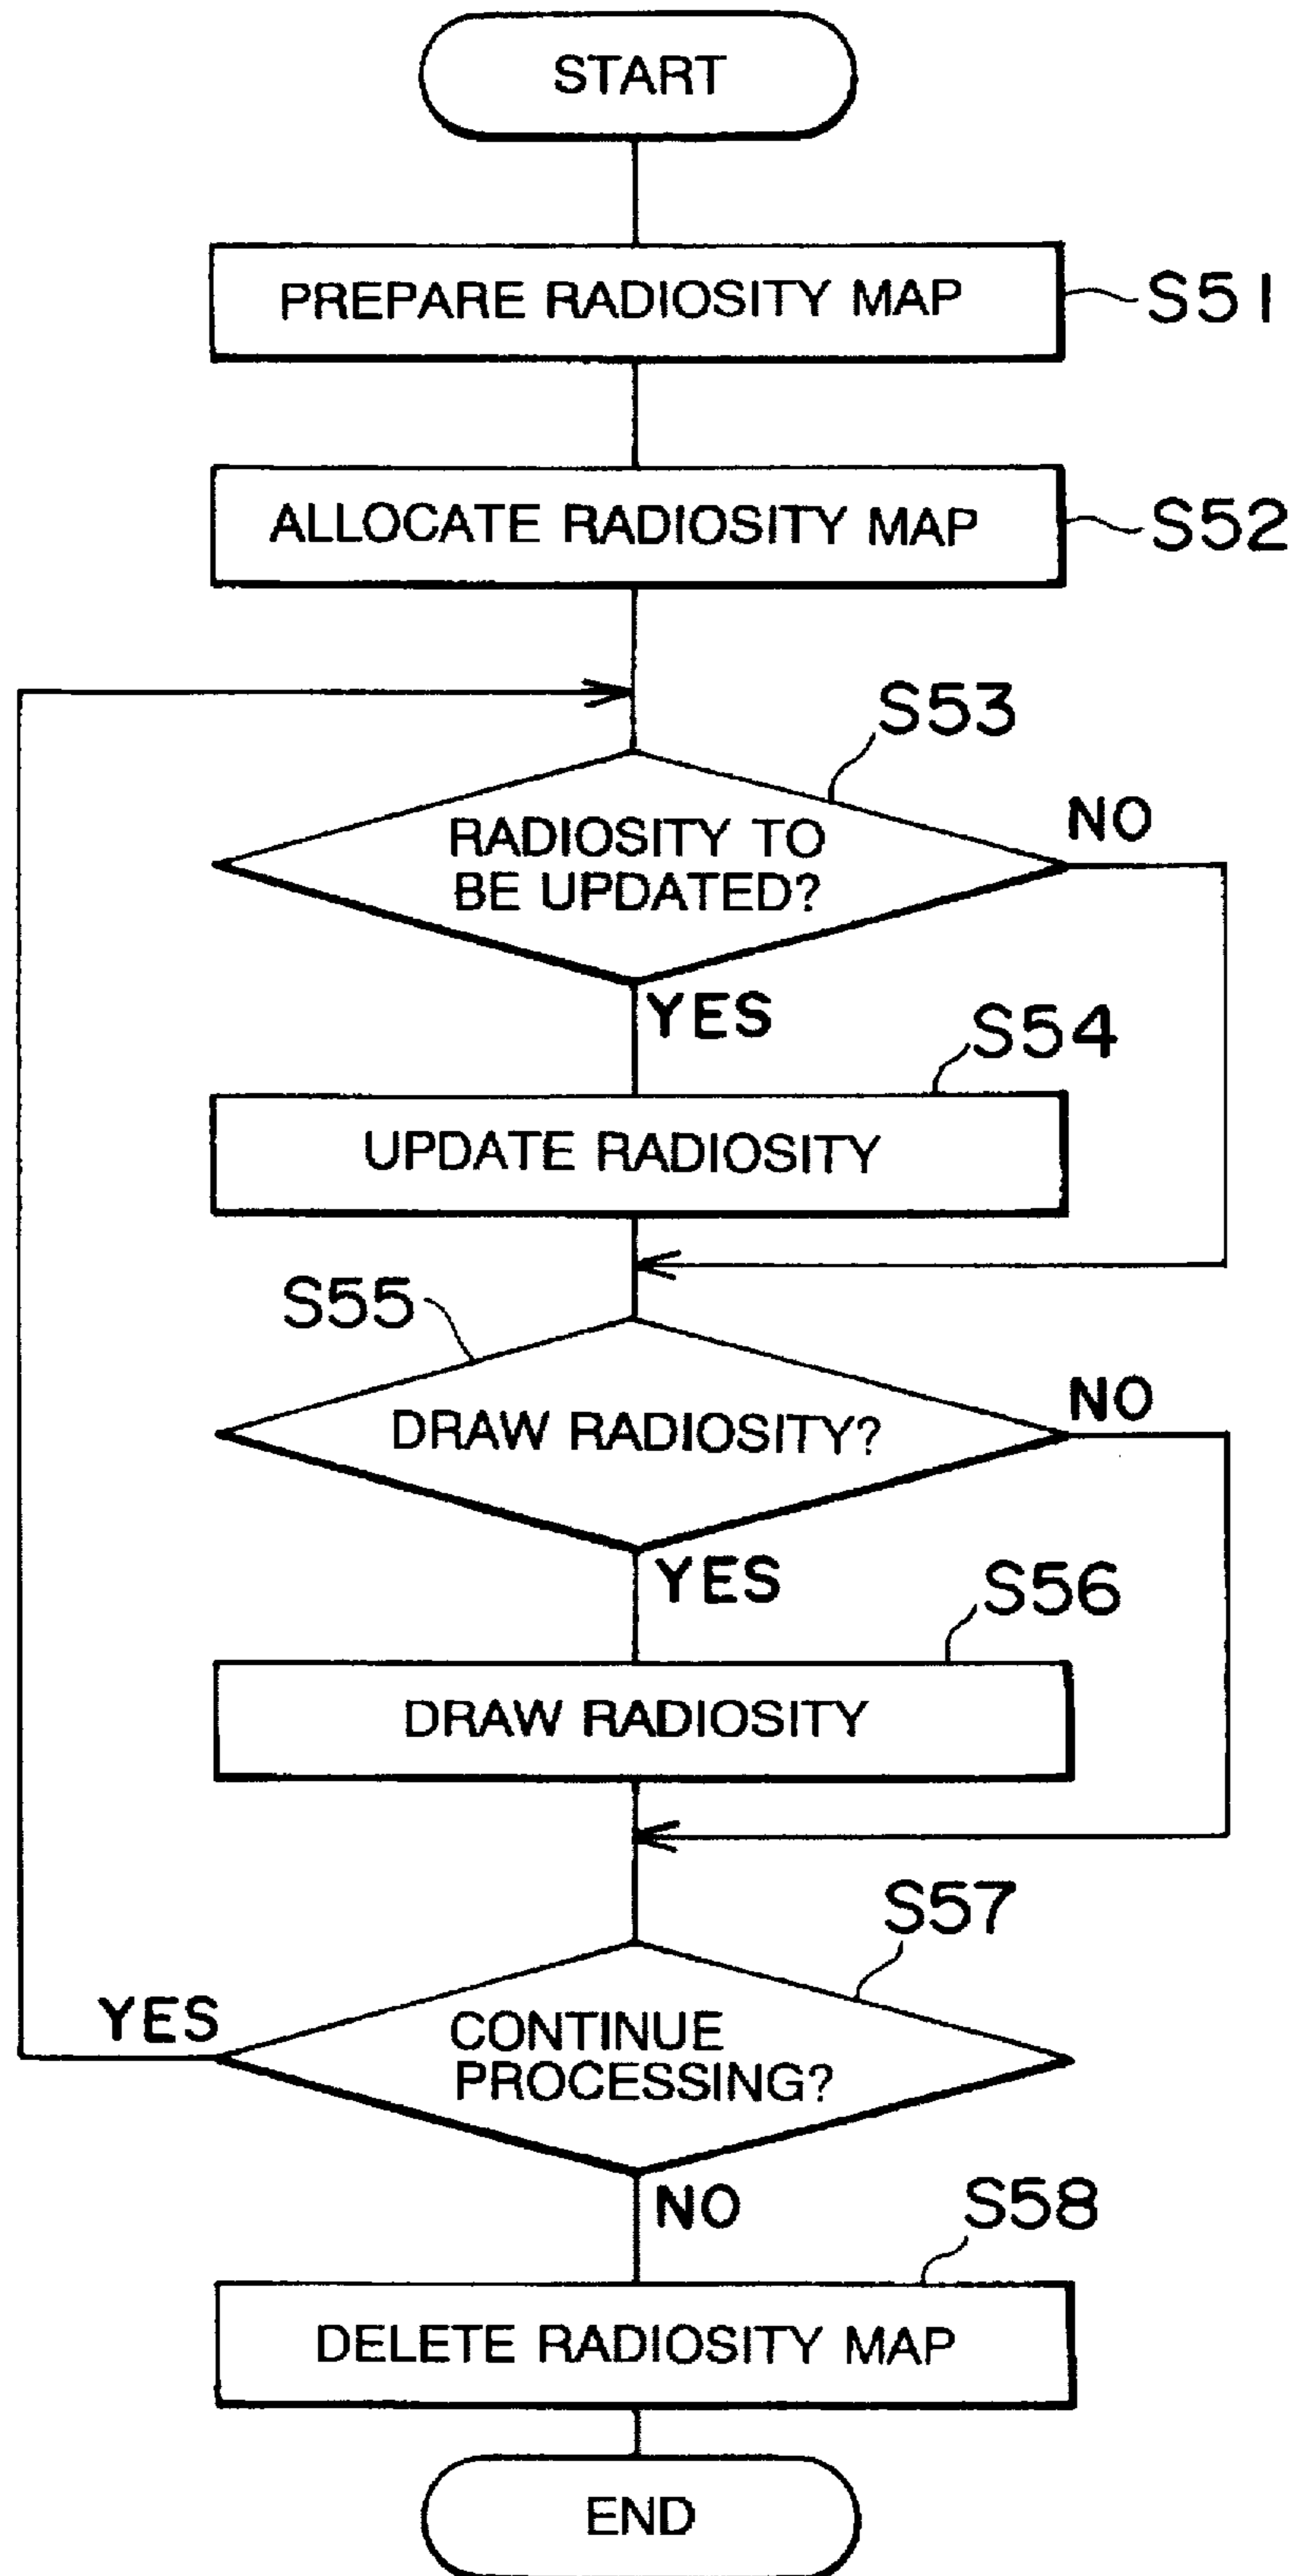 START
PREPARE RADIOSITY MAP
S51
ALLOCATE RADIOSITY MAP
S52
S53
RADIOSITY TO
BE UPDATED?
NO
YES
S54
UPDATE RADIOSITY
S55
DRAW RADIOSITY?
NO
YES
S56
DRAW RADIOSITY
S57
YES
CONTINUE
PROCESSING?
NO
S58
DELETE RADIOSITY MAP
END